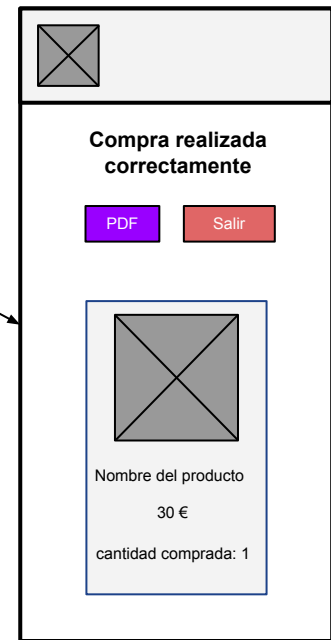 Compra realizada
correctamente
PDF
Salir
Nombre del producto
30 €
cantidad comprada: 1